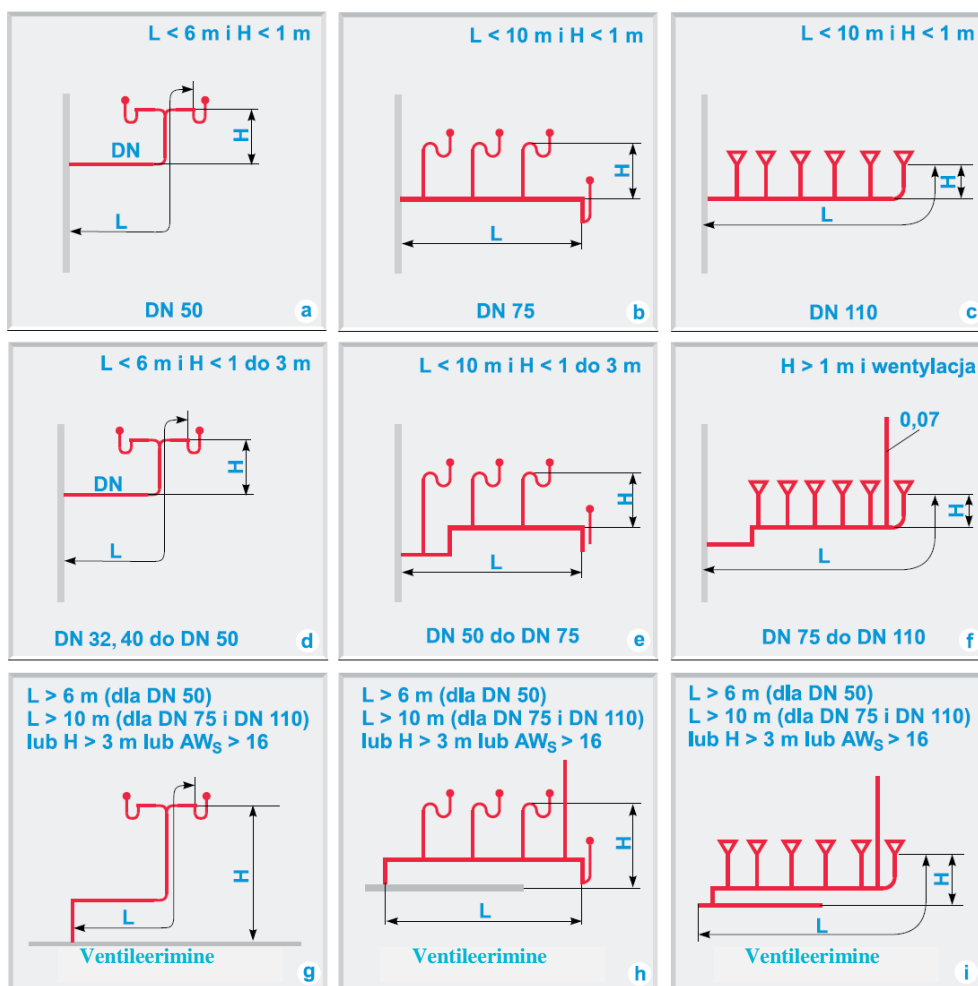 L < 6 m i H < 1 m
H
DN
L
DN 50
a
L < 10 m i H < 1 m
H
L
DN 75
b
L < 10 m i H < 1 m
H
L
DN 110
c
L < 6 m i H < 1 do 3 m
H
DN
L
DN 32, 40 do DN 50
d
L < 10 m i H < 1 do 3 m
H
L
DN 50 do DN 75
e
H > 1 m i wentylacja
0,07
H
L
DN 75 do DN 110
f
L > 6 m (dla DN 50)
L > 10 m (dla DN 75 i DN 110)
lub H > 3 m lub AWS > 16
H
L
Ventileerimine
g
L > 6 m (dla DN 50)
L > 10 m (dla DN 75 i DN 110)
lub H > 3 m lub AWS > 16
H
L
Ventileerimine
h
L > 6 m (dla DN 50)
L > 10 m (dla DN 75 i DN 110)
lub H > 3 m lub AWS > 16
H
L
Ventileerimine
i